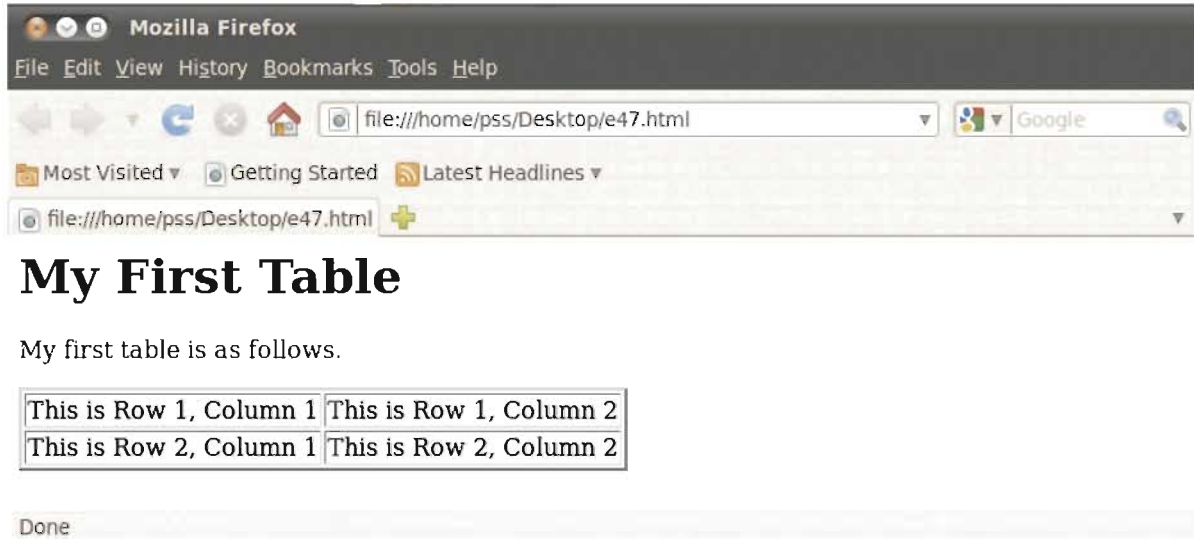 Mozilla Firefox
File Edit View History Bookmarks Tools Help
file:///home/pss/Desktop/e47.html Google
Most Visited Getting Started Latest Headlines
file:///home/pss/Desktop/e47.html
My First Table
My first table is as follows.
This is Row 1, Column 1 This is Row 1, Column 2
This is Row 2, Column 1 This is Row 2, Column 2
Done